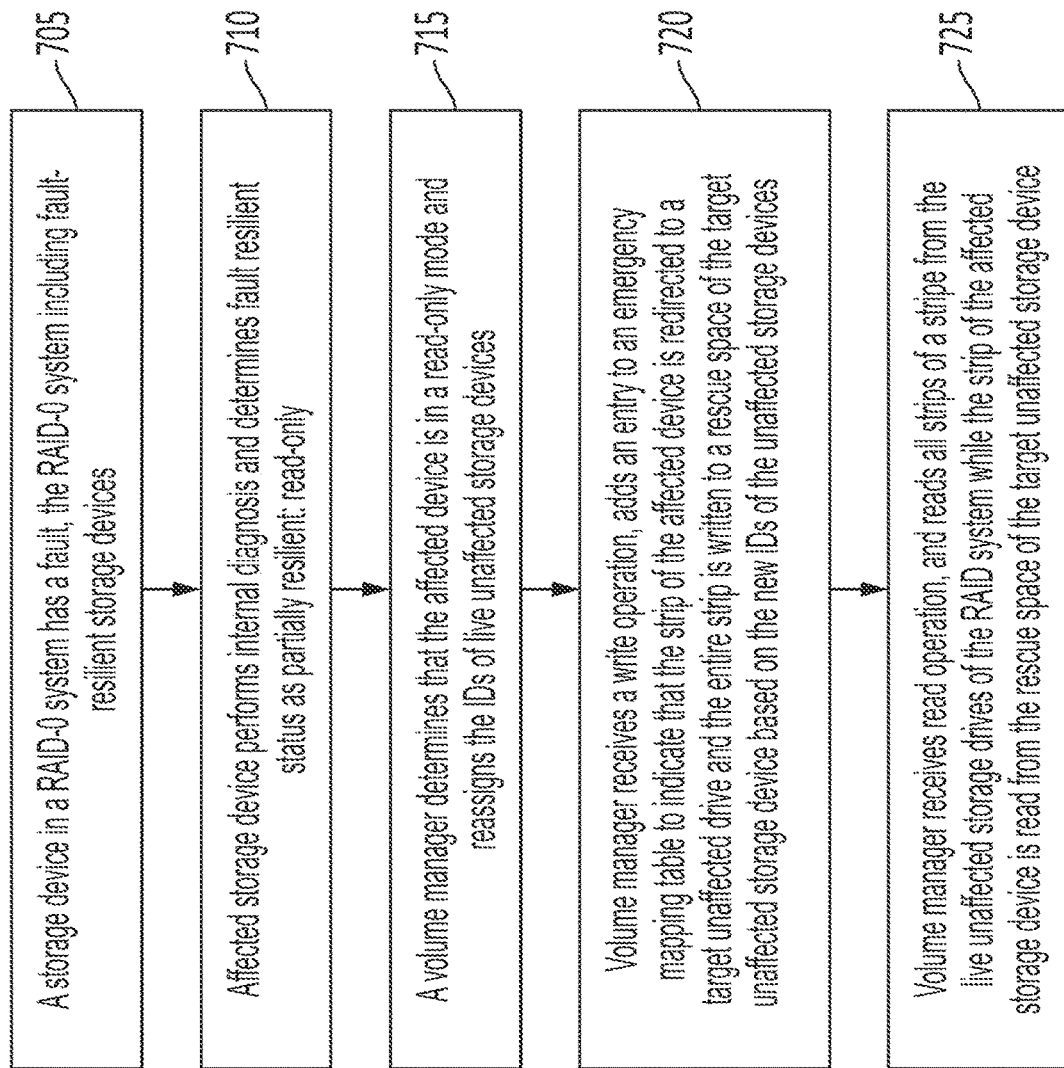 A storage device in a RAID-0 system has a fault, the RAID-0 system including fault-
resilient storage devices
705
Affected storage device performs internal diagnosis and determines fault resilient
status as partially resilient. read-only
710
A volume manager determines that the affected device is in a read-only mode and
reassigns the IDs of live unaffected storage devices
715
Volume manager receives a write operation, adds an entry to an emergency
mapping table to indicate that the strip of the affected device is redirected to a
target unaffected drive and the entire strip is written to a rescue space of the target
unaffected storage device based on the new IDs of the unaffected storage devices
720
Volume manager receives read operation, and reads all strips of a stripe from the
live unaffected storage drives of the RAID system while the strip of the affected
storage device is read from the rescue space of the target unaffected storage device
725